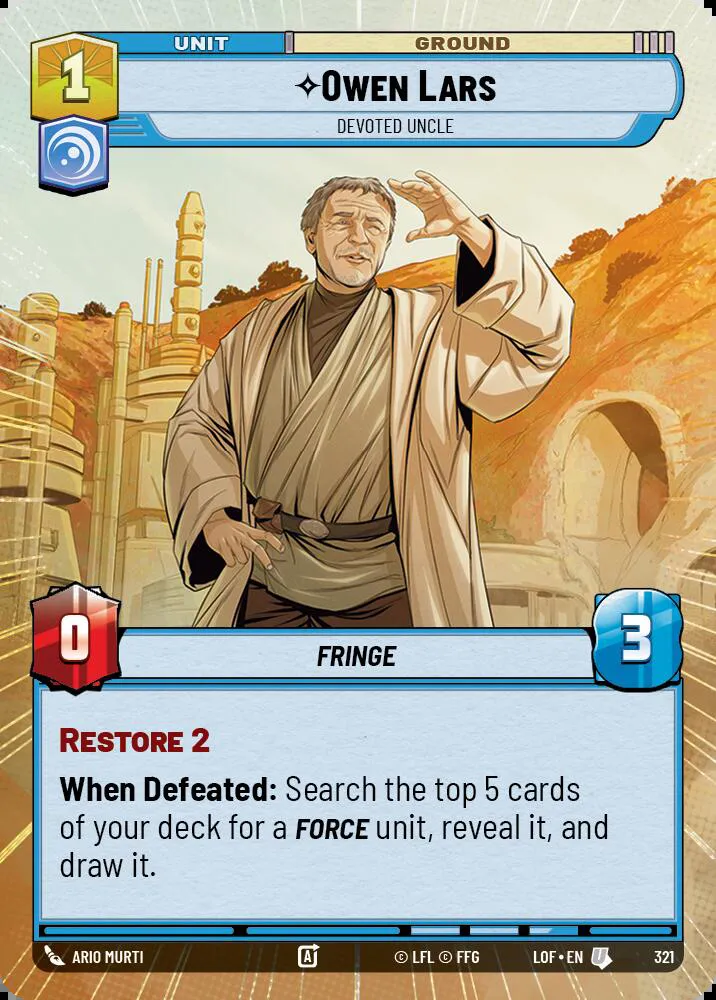 UNIT
GROUND
1
✧OWEN LARS
DEVOTED UNCLE
0
FRINGE
3
RESTORE 2
When Defeated: Search the top 5 cards
of your deck for a FORCE unit, reveal it, and
draw it.
ARIO MURTI
A
© LFL © FFG
LOF • EN
U
321